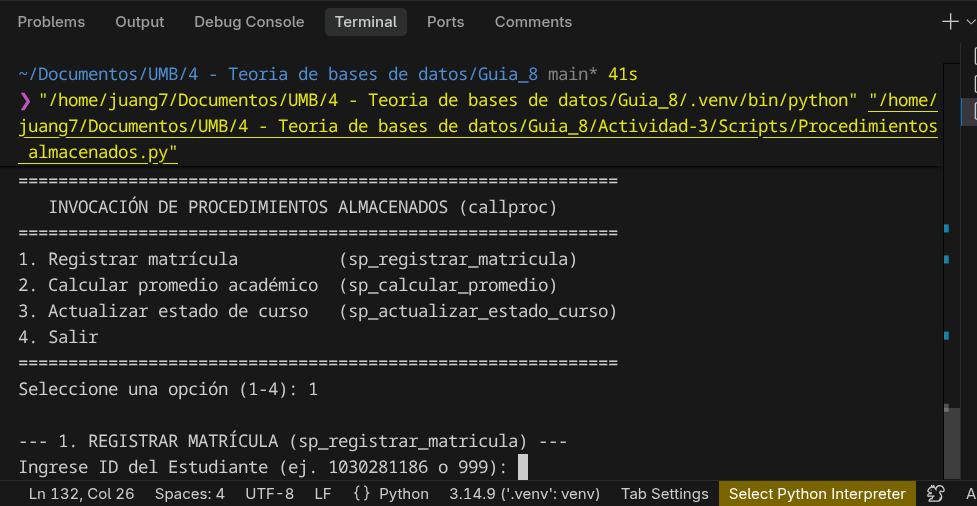 Problems Output Debug Console Terminal Ports Comments
~/Documentos/UMB/4 - Teoria de bases de datos/Guia_8 main* 41s
❯ "/home/juang7/Documentos/UMB/4 - Teoria de bases de datos/Guia_8/.venv/bin/python" "/home/
juang7/Documentos/UMB/4 - Teoria de bases de datos/Guia_8/Actividad-3/Scripts/Procedimientos
_almacenados.py"
============================================================
INVOCACIÓN DE PROCEDIMIENTOS ALMACENADOS (callproc)
============================================================
1. Registrar matrícula (sp_registrar_matricula)
2. Calcular promedio académico (sp_calcular_promedio)
3. Actualizar estado de curso (sp_actualizar_estado_curso)
4. Salir
============================================================
Seleccione una opción (1-4): 1
--- 1. REGISTRAR MATRÍCULA (sp_registrar_matricula) ---
Ingrese ID del Estudiante (ej. 1030281186 o 999):
Ln 132, Col 26 Spaces: 4 UTF-8 LF {} Python 3.14.9 ('.venv': venv) Tab Settings Select Python Interpreter A